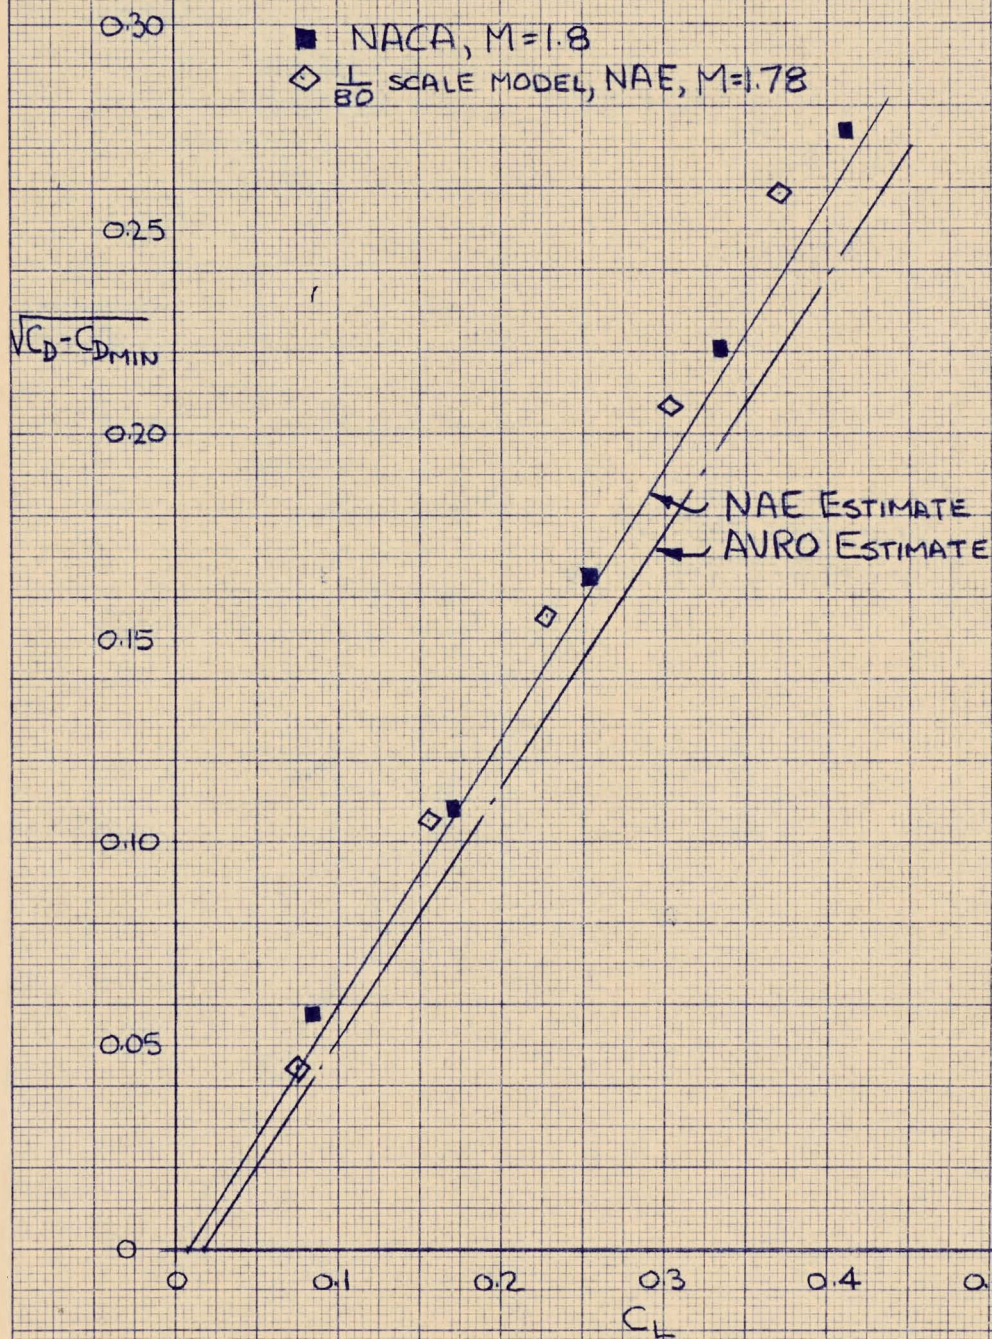 0.30
■ NACA, M=1.8
◇ 1/80 SCALE MODEL, NAE, M=1.78
0.25
√CD-CDMIN
0.20
NAE ESTIMATE
AVRO ESTIMATE
0.15
0.10
0.05
0
0 0.1 0.2 0.3 0.4 0.
CL